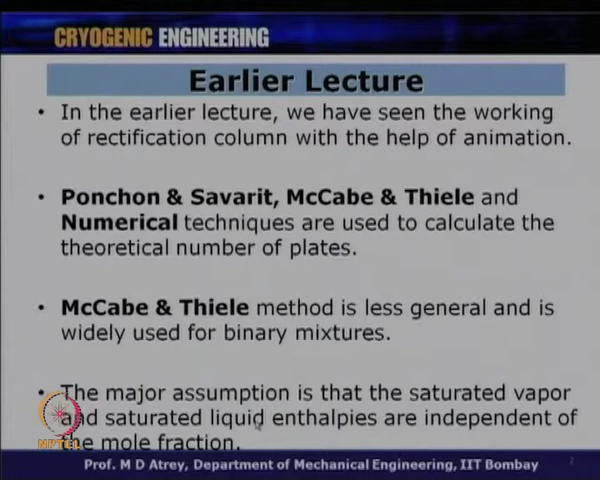 CRYOGENIC ENGINEERING
Earlier Lecture
• In the earlier lecture, we have seen the working
of rectification column with the help of animation.
• Ponchon & Savarit, McCabe & Thiele and
Numerical techniques are used to calculate the
theoretical number of plates.
• McCabe & Thiele method is less general and is
widely used for binary mixtures.
• The major assumption is that the saturated vapor
and saturated liquid enthalpies are independent of
the mole fraction.
NPTEL
Prof. M D Atrey, Department of Mechanical Engineering, IIT Bombay
2